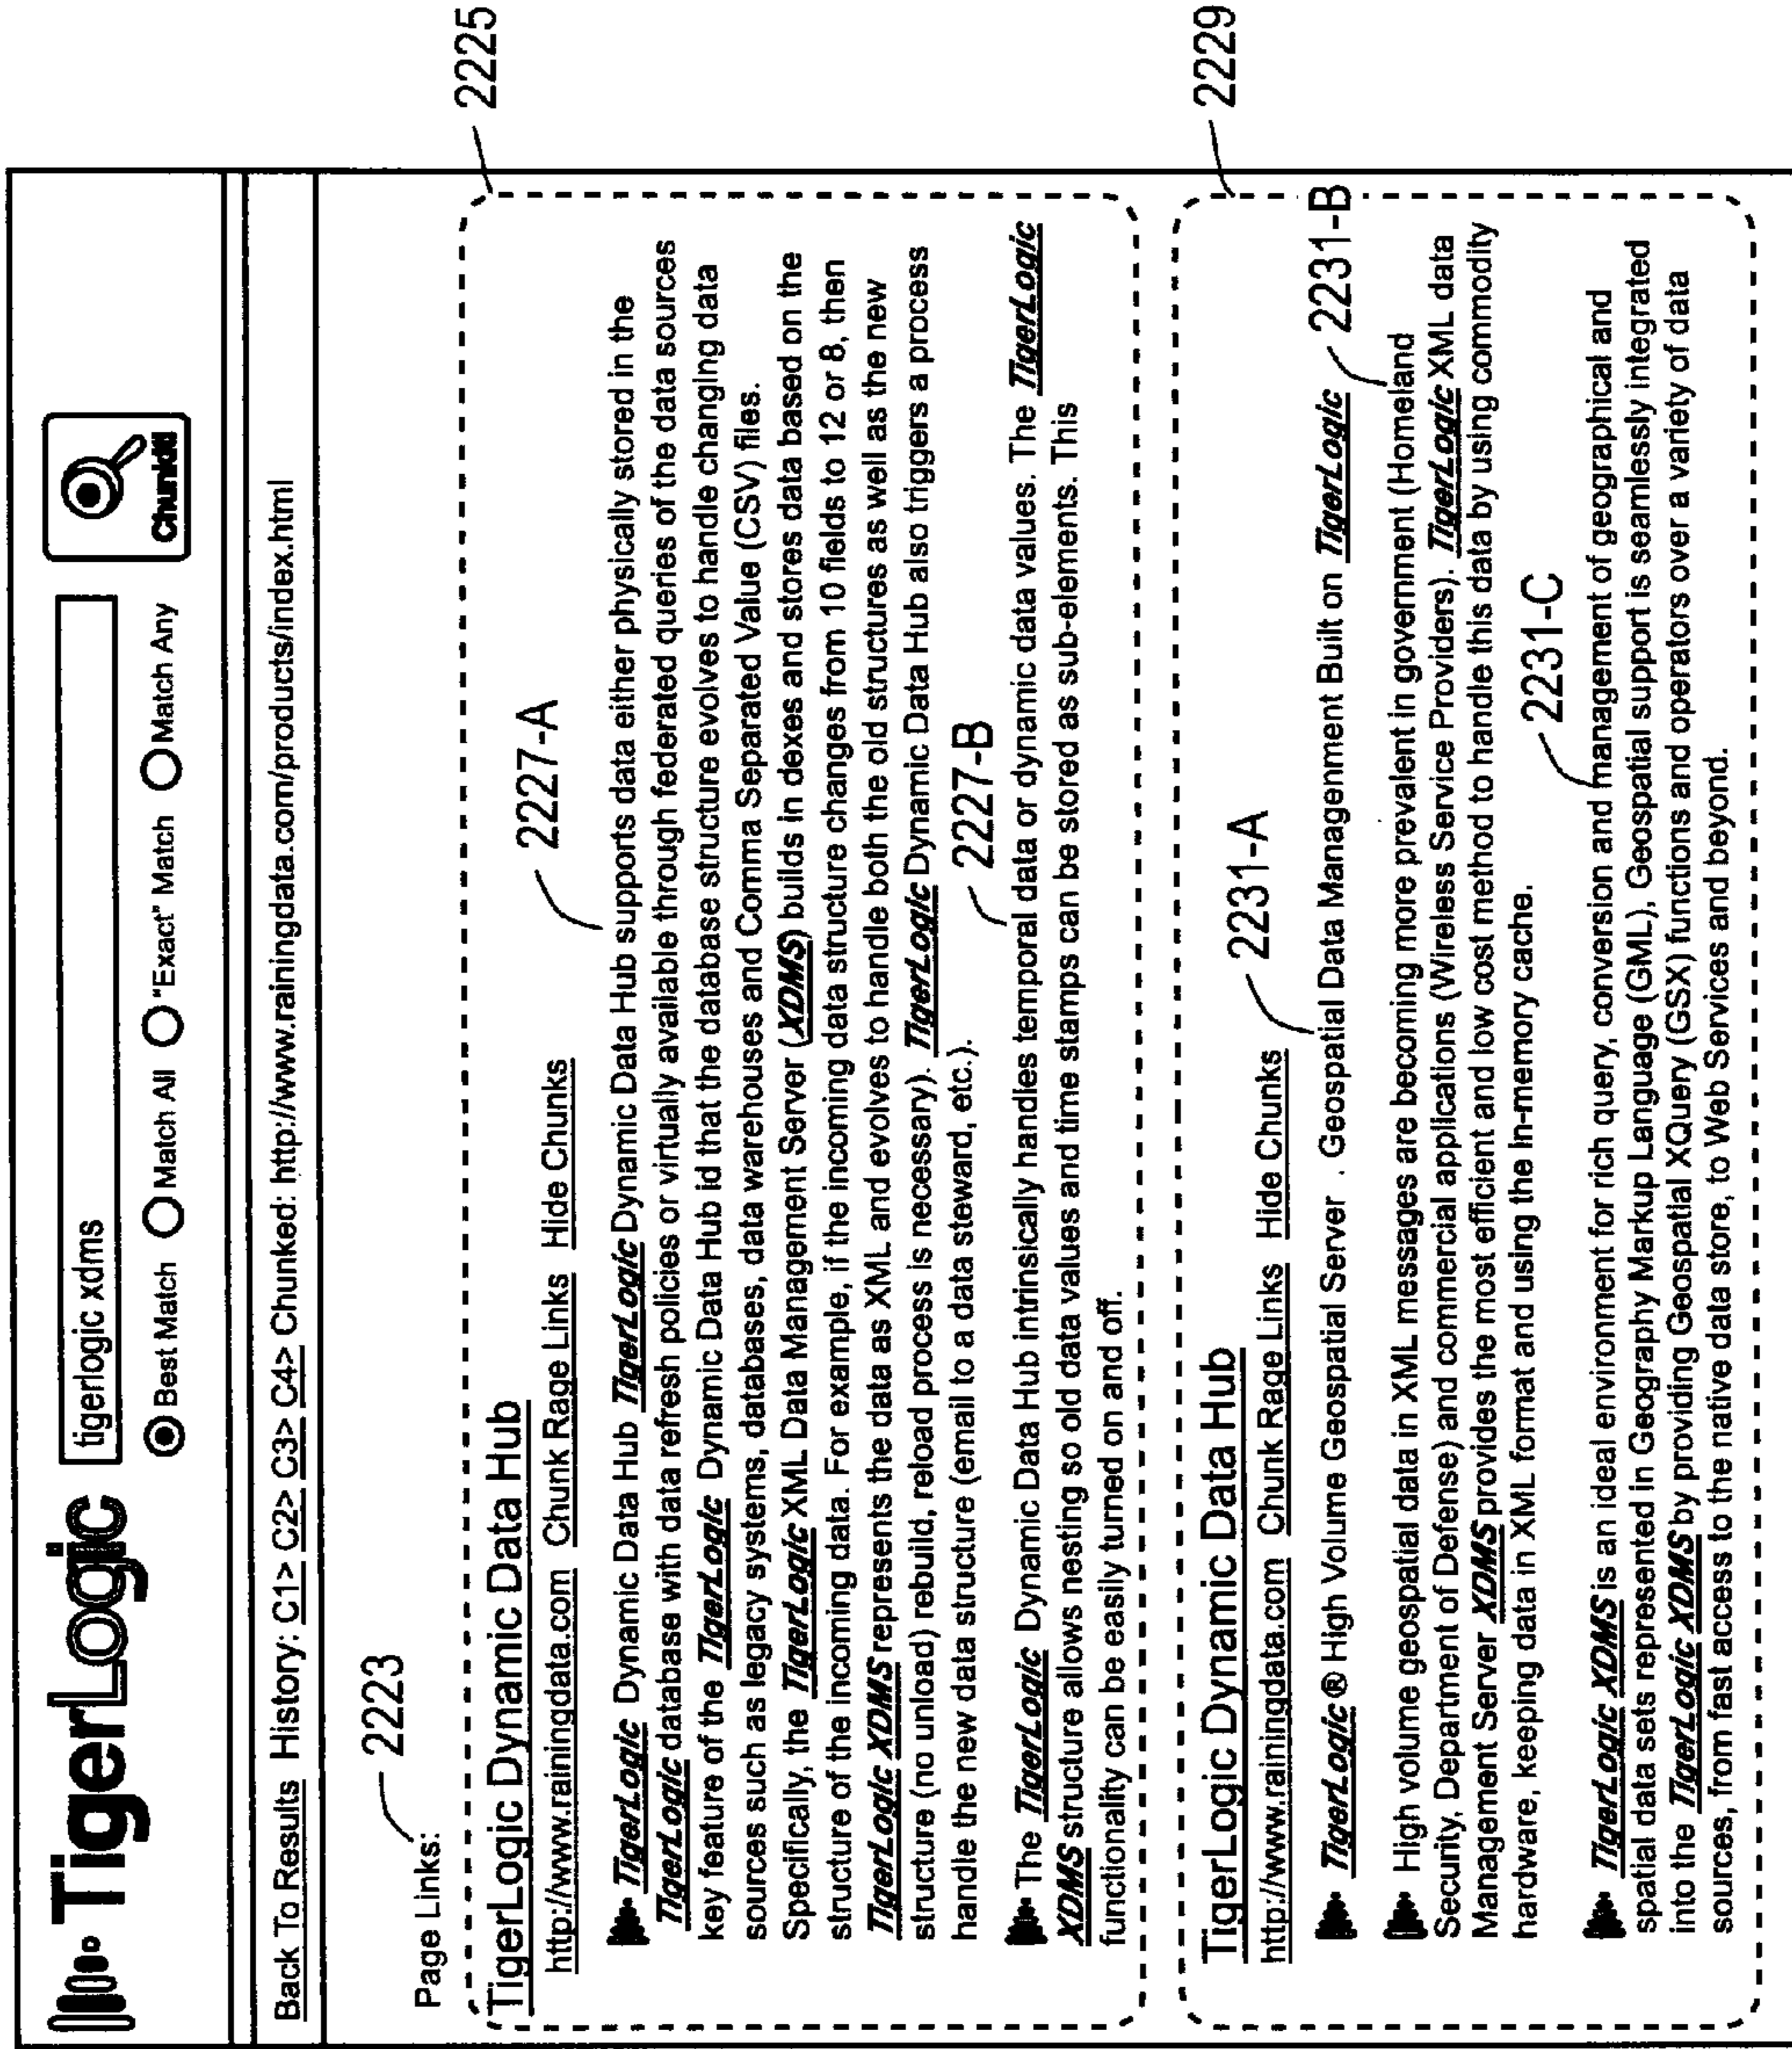 TigerLogic
tigerlogic xdms
Chunkit!
Best Match Match All "Exact" Match Match Any
Back To Results History: C1> C2> C3> C4> Chunked: http://www.rainingdata.com/products/index.html
2223
Page Links:
2225
TigerLogic Dynamic Data Hub
http://www.rainingdata.com Chunk Rage Links Hide Chunks
2227-A
TigerLogic Dynamic Data Hub TigerLogic Dynamic Data Hub supports data either physically stored in the
TigerLogic database with data refresh policies or virtually available through federated queries of the data sources
key feature of the TigerLogic Dynamic Data Hub id that the database structure evolves to handle changing data
sources such as legacy systems, databases, data warehouses and Comma Separated Value (CSV) files.
Specifically, the TigerLogic XML Data Management Server (XDMS) builds in dexes and stores data based on the
structure of the incoming data. For example, if the incoming data structure changes from 10 fields to 12 or 8, then
TigerLogic XDMS represents the data as XML and evolves to handle both the old structures as well as the new
structure (no unload) rebuild, reload process is necessary). TigerLogic Dynamic Data Hub also triggers a process
handle the new data structure (email to a data steward, etc.).
2227-B
The TigerLogic Dynamic Data Hub intrinsically handles temporal data or dynamic data values. The TigerLogic
XDMS structure allows nesting so old data values and time stamps can be stored as sub-elements. This
functionality can be easily turned on and off.
2229
TigerLogic Dynamic Data Hub
http://www.rainingdata.com Chunk Rage Links Hide Chunks
2231-A
TigerLogic® High Volume Geospatial Server . Geospatial Data Managenment Built on TigerLogic
2231-B
High volume geospatial data in XML messages are becoming more prevalent in government (Homeland
Security, Department of Defense) and commercial applications (Wireless Service Providers). TigerLogic XML data
Management Server XDMS provides the most efficient and low cost method to handle this data by using commodity
hardware, keeping data in XML format and using the In-memory cache.
2231-C
TigerLogic XDMS is an ideal environment for rich query, conversion and management of geographical and
spatial data sets represented in Geography Markup Language (GML), Geospatial support is seamlessly integrated
into the TigerLogic XDMS by providing Geospatial XQuery (GSX) functions and operators over a variety of data
sources, from fast access to the native data store, to Web Services and beyond.